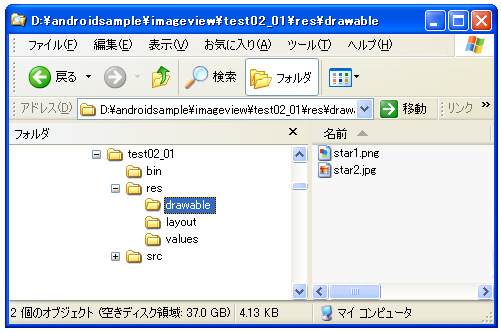 D:¥androidsample¥imageview¥test02_01¥res¥drawable
ファイル(F) 編集(E) 表示(V) お気に入り(A) ツール(T) ヘルプ(H)
戻る 検索 フォルダ
アドレス(D) D:¥androidsample¥imageview¥test02_01¥res¥draw. 移動 リンク »
フォルダ × 名前
test02_01
bin
res
drawable
layout
values
src
star1.png
star2.jpg
2 個のオブジェクト (空きディスク領域: 37.0 GB) 4.13 KB マイ コンピュータ